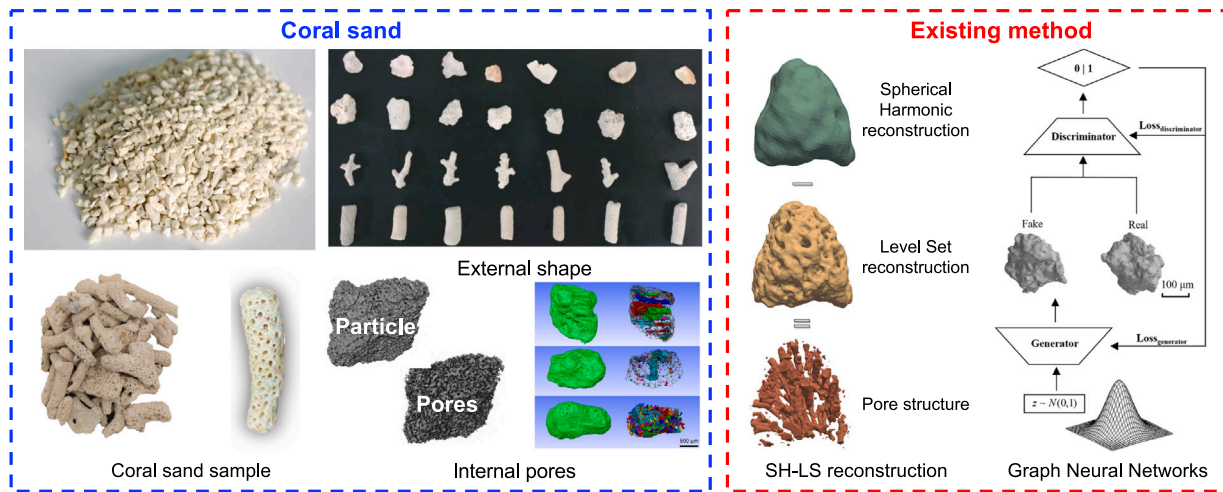 Coral sand
External shape
Particle
Pores
500 μm
Coral sand sample
Internal pores
Existing method
Spherical
Harmonic
reconstruction
Level Set
reconstruction
Pore structure
SH-LS reconstruction
0 | 1
Loss_discriminator
Discriminator
Fake
Real
100 μm
Generator
Loss_generator
z ~ N(0,1)
Graph Neural Networks